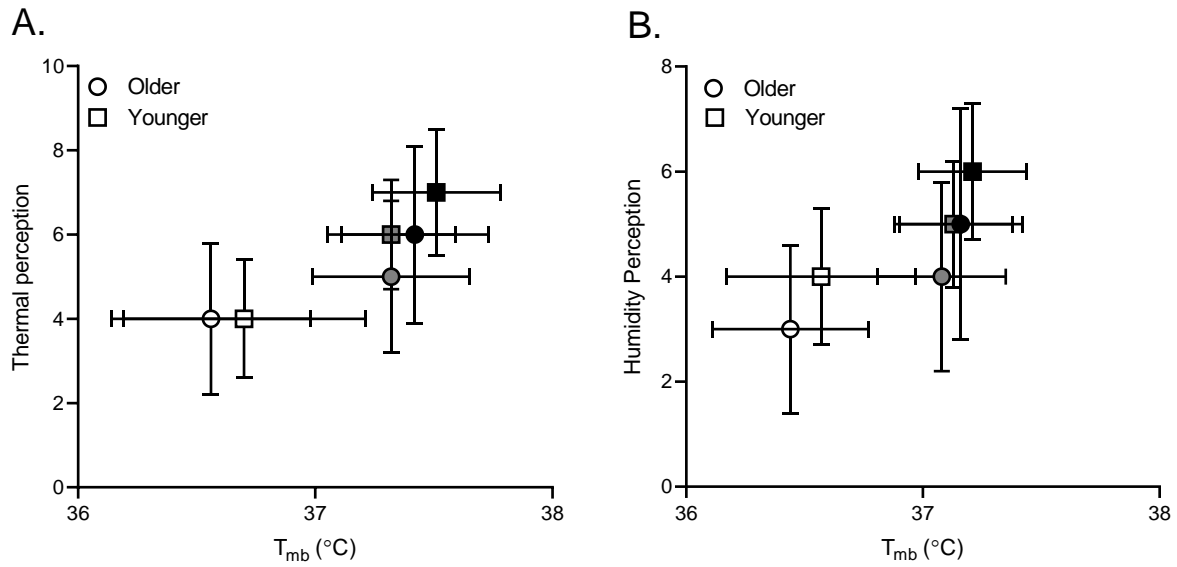 A.
10
8
6
4
2
0
Thermal perception
Older
Younger
36
37
38
Tmb (°C)
B.
8
6
4
2
0
Humidity Perception
Older
Younger
36
37
38
Tmb (°C)